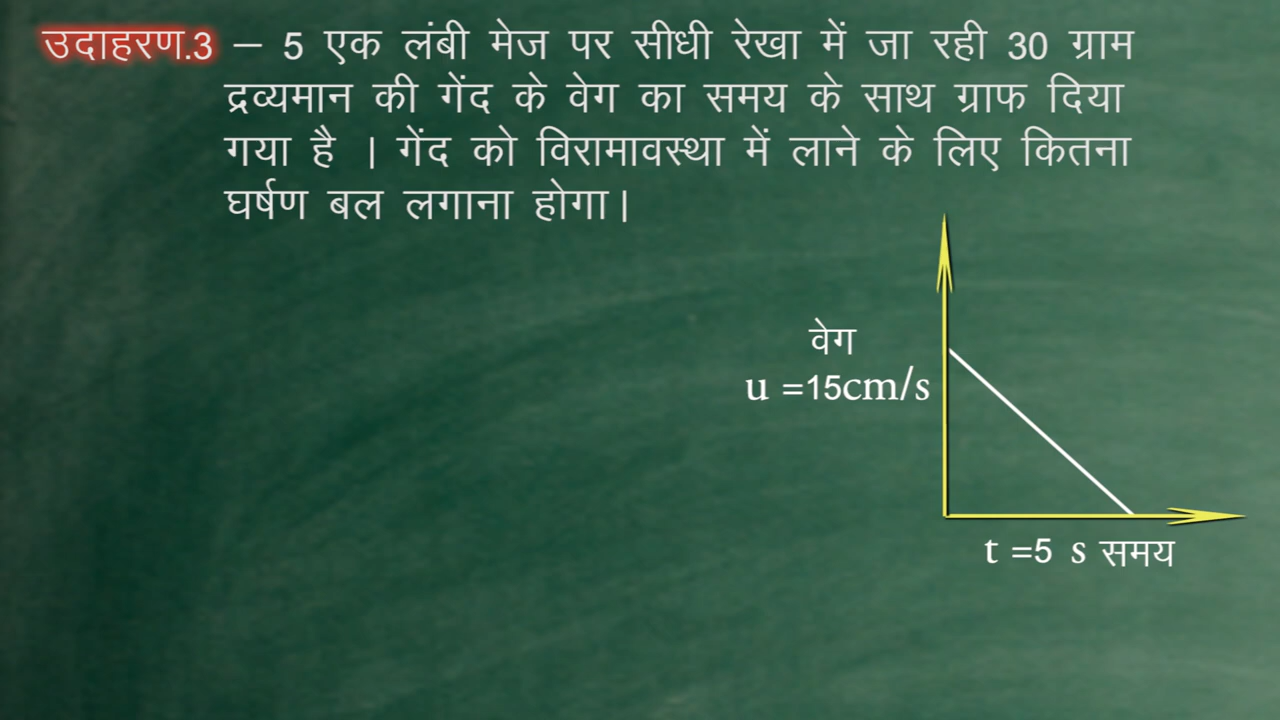 उदाहरण.3 – 5 एक लंबी मेज पर सीधी रेखा में जा रही 30 ग्राम
द्रव्यमान की गेंद के वेग का समय के साथ ग्राफ दिया
गया है । गेंद को विरामावस्था में लाने के लिए कितना
घर्षण बल लगाना होगा।
वेग
u =15cm/s
t =5 s समय